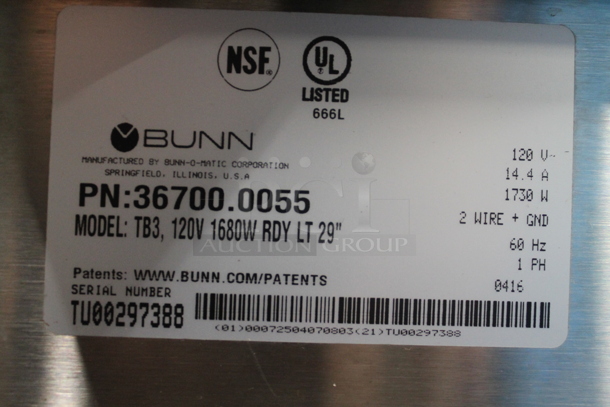 NSF®
UL
LISTED
666L
BUNN
MANUFACTURED BY BUNN-O-MATIC CORPORATION
SPRINGFIELD, ILLINOIS, U.S.A
PN:36700.0055
MODEL: TB3, 120V 1680W RDY LT 29"
120 V~
14.4 A
1730 W
2 WIRE + GND
60 Hz
1 PH
0416
AUCTION GROUP
Patents: WWW.BUNN.COM/PATENTS
SERIAL NUMBER
TU00297388
(01)00072504070803(21)TU00297388